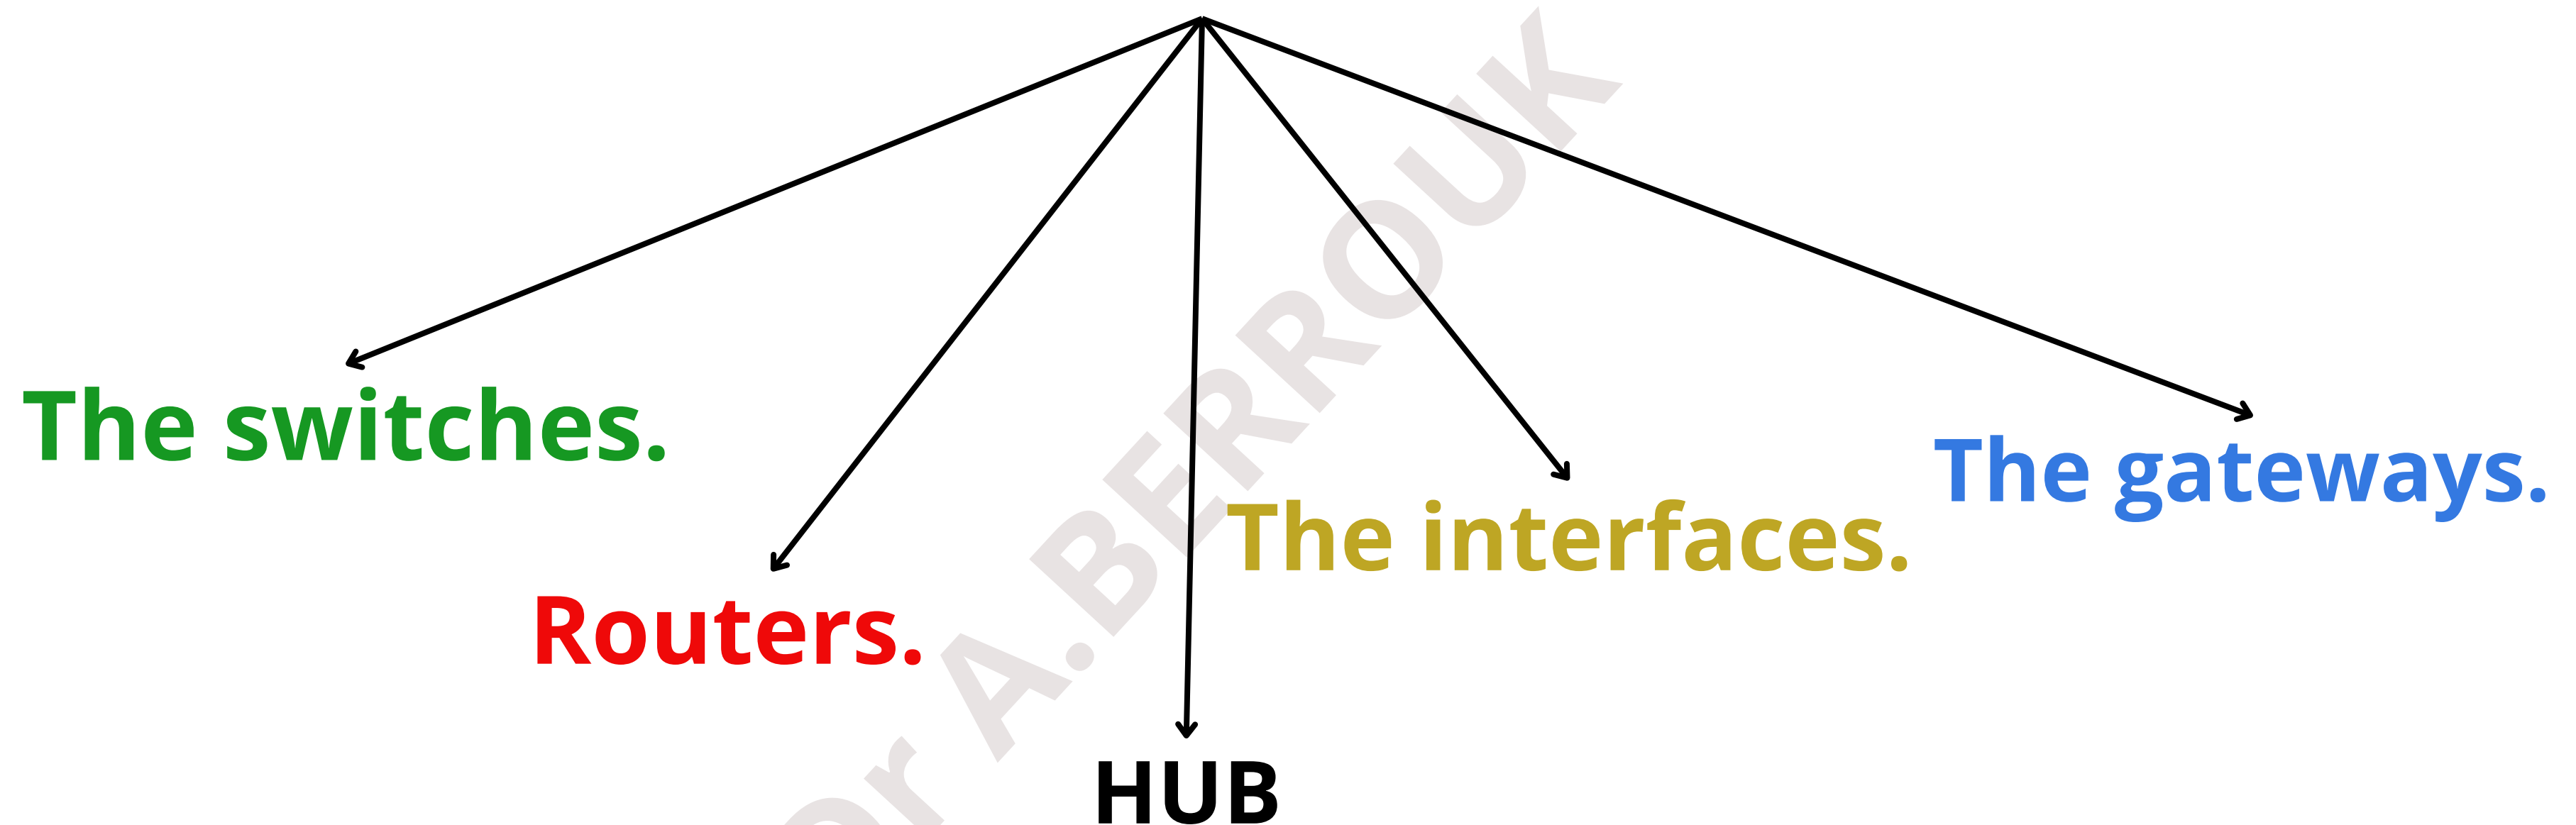 The switches.
Routers.
HUB
The interfaces.
The gateways.
Dr A.BERROUK